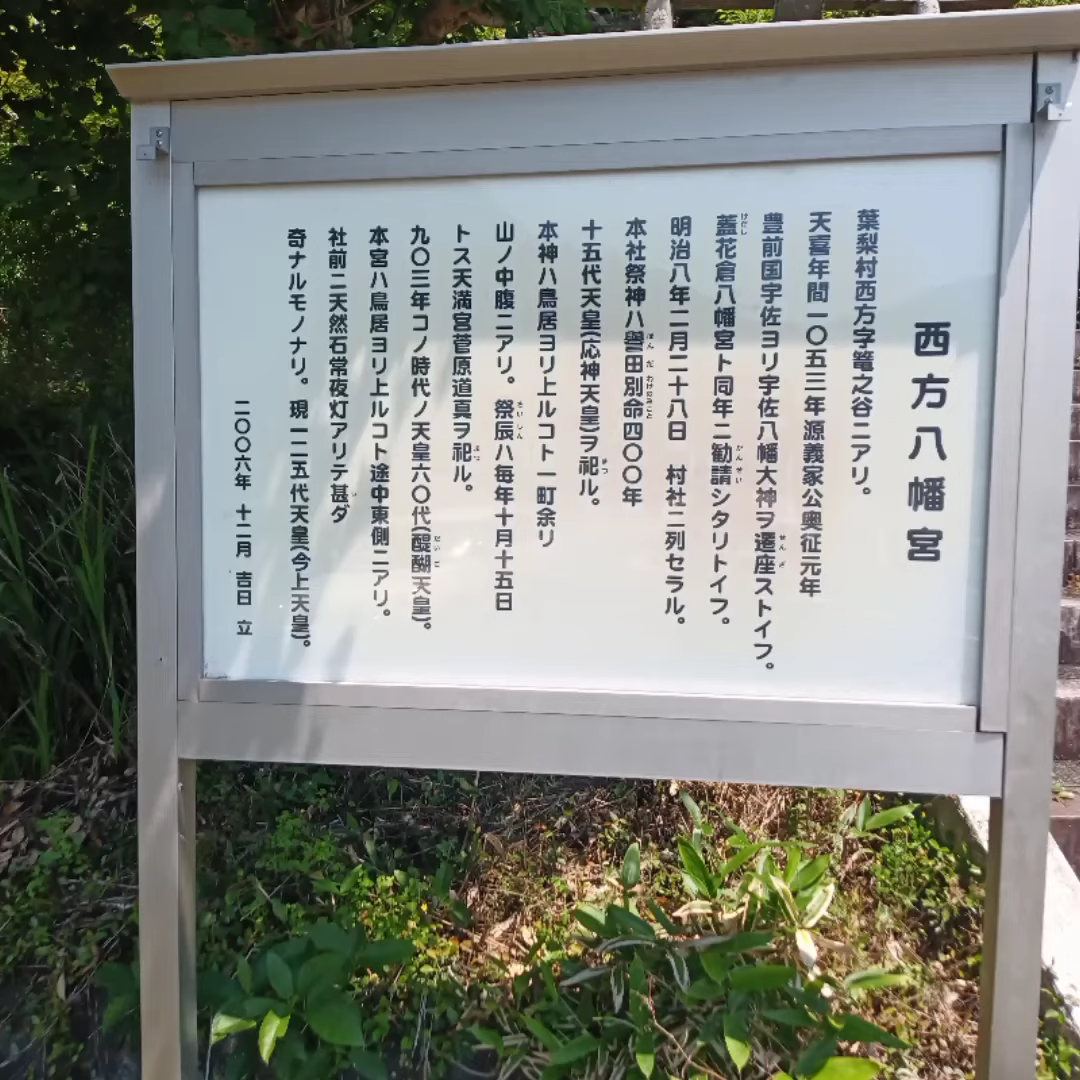 西方八幡宮
葉梨村西方字篭之谷ニアリ。
天喜年間一〇五三年源義家公奥征元年
豊前国宇佐ヨリ宇佐八幡大神ヲ遷座ストイフ。
蓋花倉八幡宮ト同年ニ勧請シタリトイフ。
明治八年二月二十八日 村社ニ列セラル。
本社祭神ハ誉田別命四〇〇年
十五代天皇(応神天皇)ヲ祀ル。
本神ハ鳥居ヨリ上ルコト一町余リ
山ノ中腹ニアリ。祭辰ハ毎年十月十五日
トス天満宮菅原道真ヲ祀ル。
九〇三年コノ時代ノ天皇六〇代(醍醐天皇)。
本宮ハ鳥居ヨリ上ルコト途中東側ニアリ。
社前ニ天然石常夜灯アリテ甚ダ
奇ナルモノナリ。現一二五代天皇(今上天皇)。
二〇〇六年 十二月 吉日 立